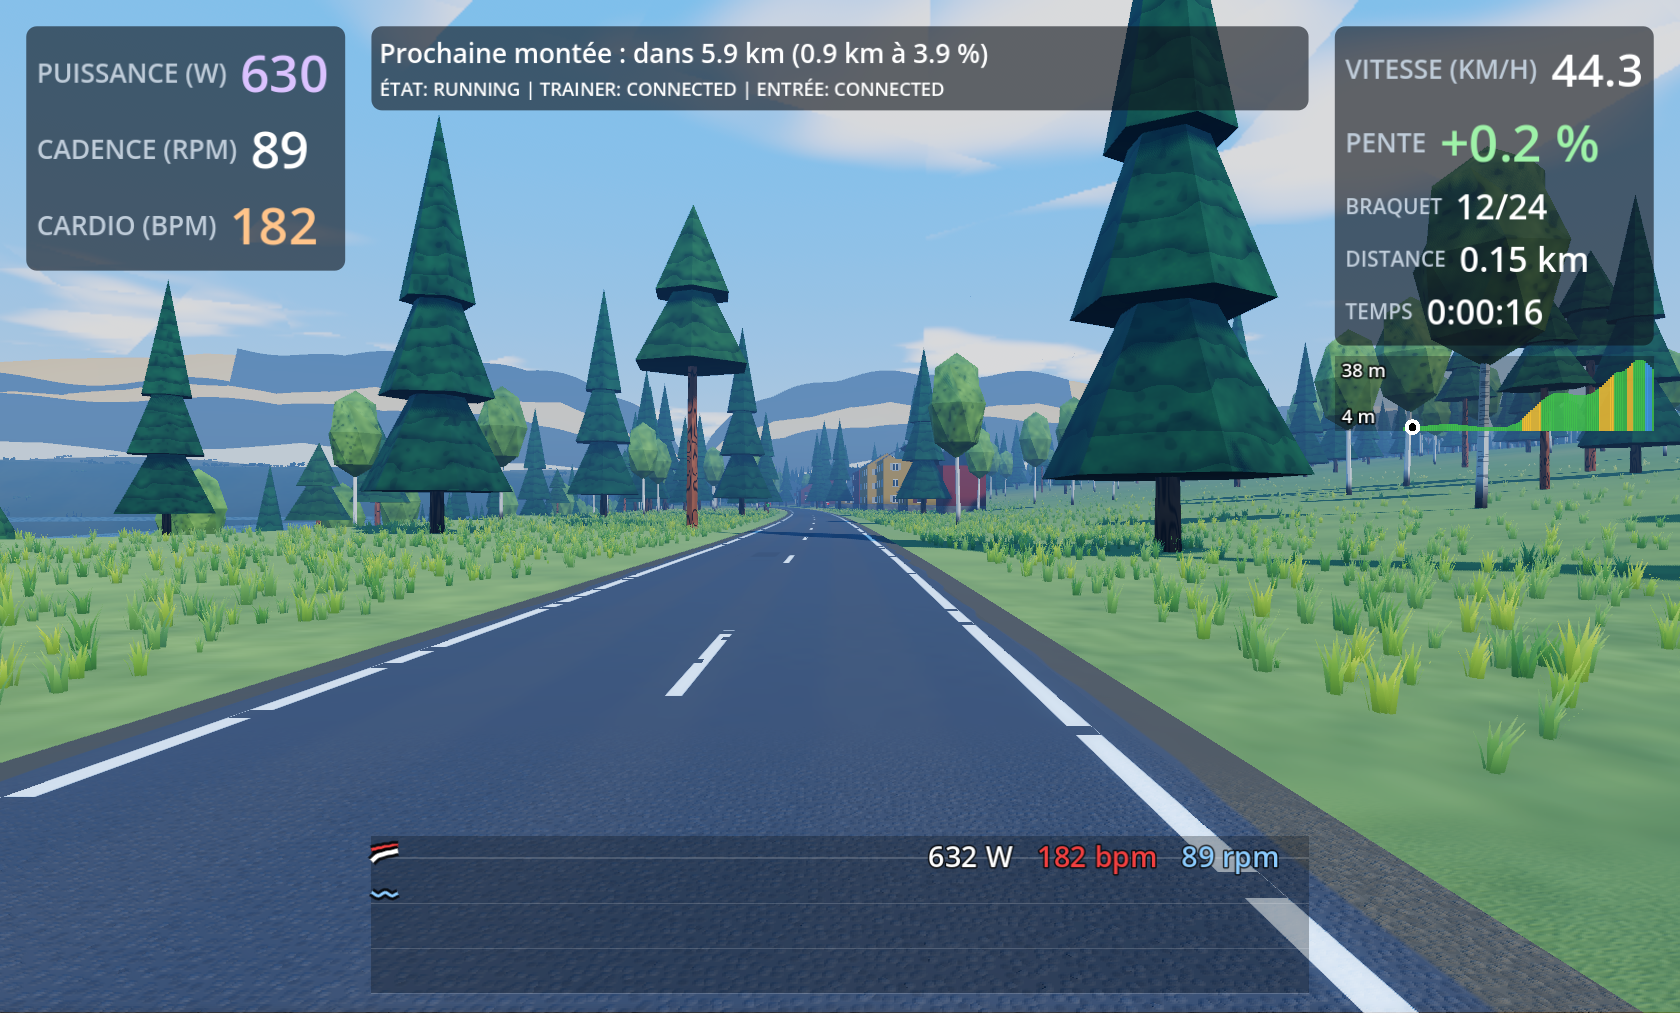 PUISSANCE (W) 630
CADENCE (RPM) 89
CARDIO (BPM) 182
Prochaine montée : dans 5.9 km (0.9 km à 3.9 %)
ÉTAT: RUNNING | TRAINER: CONNECTED | ENTRÉE: CONNECTED
VITESSE (KM/H) 44.3
PENTE +0.2 %
BRAQUET 12/24
DISTANCE 0.15 km
TEMPS 0:00:16
38 m
4 m
632 W 182 bpm 89 rpm